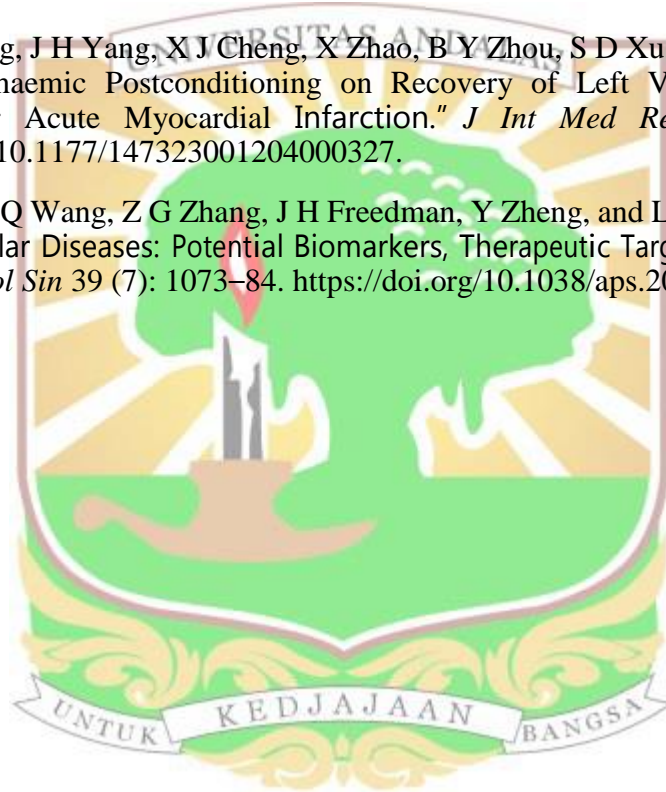 UNIVERSITAS ANDALAS
g, J H Yang, X J Cheng, X Zhao, B Y Zhou, S D Xu
haemic Postconditioning on Recovery of Left V
Acute Myocardial Infarction." J Int Med Re
10.1177/147323001204000327.
Q Wang, Z G Zhang, J H Freedman, Y Zheng, and L
lar Diseases: Potential Biomarkers, Therapeutic Targ
ol Sin 39 (7): 1073–84. https://doi.org/10.1038/aps.20
UNTUK KEDJAJAAN BANGSA